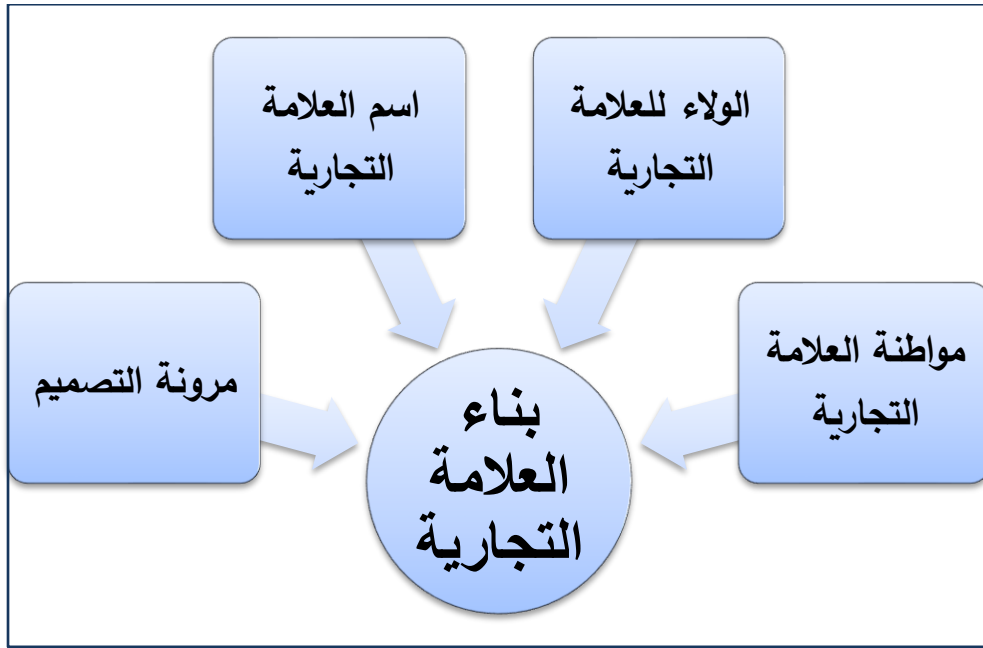 الولاء للعلامة
التجارية
اسم العلامة
التجارية
مواطنة العلامة
التجارية
مرونة التصميم
بناء
العلامة
التجارية